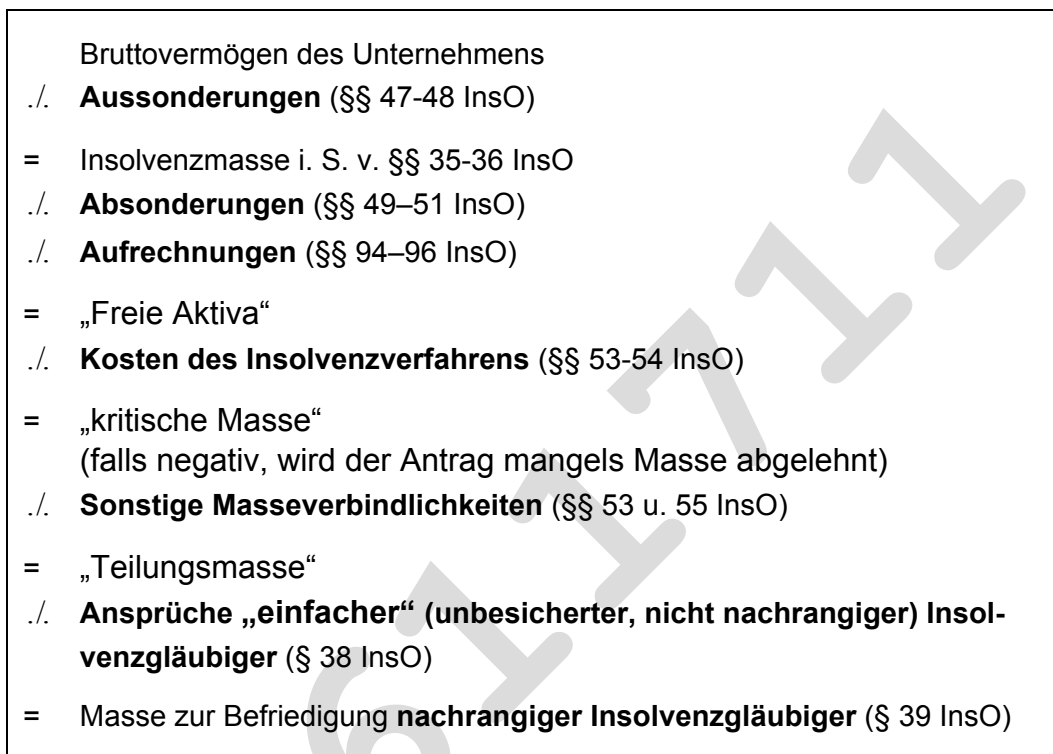 Bruttovermögen des Unternehmens
./. Aussonderungen (§§ 47-48 InsO)
= Insolvenzmasse i. S. v. §§ 35-36 InsO
./. Absonderungen (§§ 49–51 InsO)
./. Aufrechnungen (§§ 94–96 InsO)
= „Freie Aktiva“
./. Kosten des Insolvenzverfahrens (§§ 53-54 InsO)
= „kritische Masse“
(falls negativ, wird der Antrag mangels Masse abgelehnt)
./. Sonstige Masseverbindlichkeiten (§§ 53 u. 55 InsO)
= „Teilungsmasse“
./. Ansprüche „einfacher“ (unbesicherter, nicht nachrangiger) Insol-
venzgläubiger (§ 38 InsO)
= Masse zur Befriedigung nachrangiger Insolvenzgläubiger (§ 39 InsO)
611711